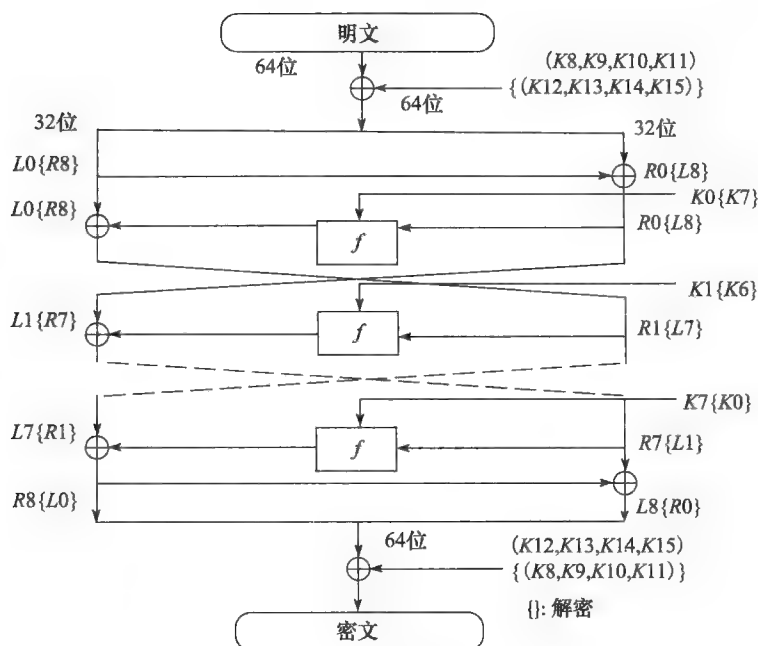 明文
64位
(K8,K9,K10,K11)
{(K12,K13,K14,K15)}
64位
32位
32位
L0{R8}
R0{L8}
K0{K7}
L0{R8}
f
R0{L8}
K1{K6}
L1{R7}
f
R1{L7}
K7{K0}
L7{R1}
f
R7{L1}
R8{L0}
L8{R0}
64位
(K12,K13,K14,K15)
{(K8,K9,K10,K11)}
{}: 解密
密文